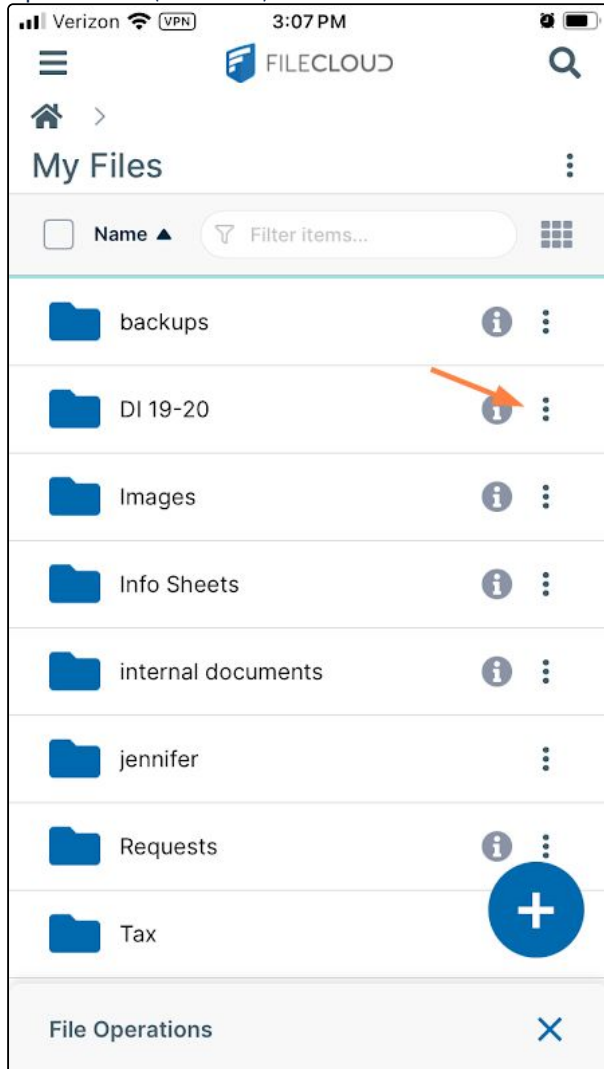 Verizon VPN 3:07 PM
FILECLOUD
My Files
Name Filter items...
backups
DI 19-20
Images
Info Sheets
internal documents
jennifer
Requests
Tax
File Operations